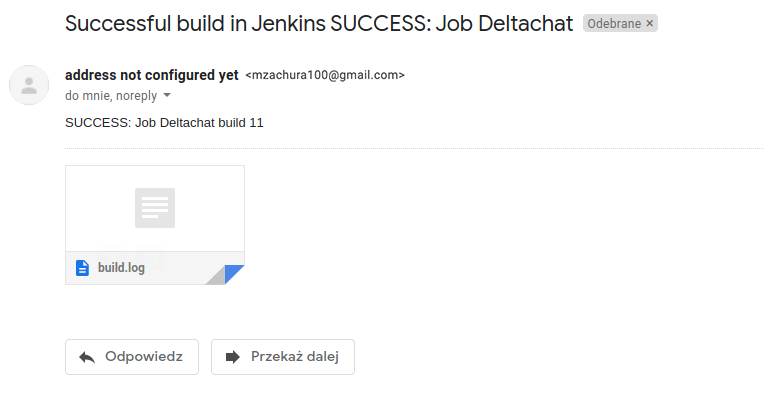 Successful build in Jenkins SUCCESS: Job Deltachat Odebrane ×
address not configured yet <mzachura100@gmail.com>
do mnie, noreply
SUCCESS: Job Deltachat build 11
build.log
Odpowiedz Przekaż dalej